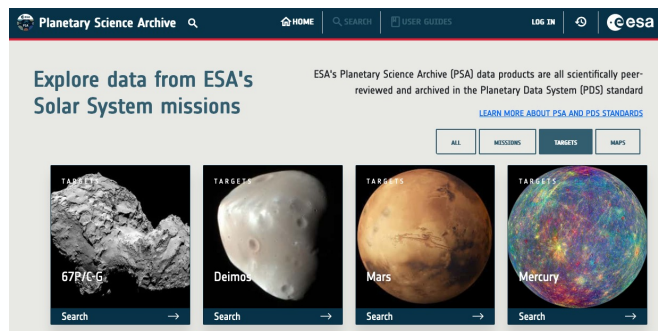 Planetary Science Archive
HOME
SEARCH
USER GUIDES
LOG IN
esa
Explore data from ESA's
Solar System missions
ESA's Planetary Science Archive (PSA) data products are all scientifically peer-
reviewed and archived in the Planetary Data System (PDS) standard
LEARN MORE ABOUT PSA AND PDS STANDARDS
ALL
MISSIONS
TARGETS
MAPS
TARGETS
67P/C-G
Search →
TARGETS
Deimos
Search →
TARGETS
Mars
Search →
TARGETS
Mercury
Search →